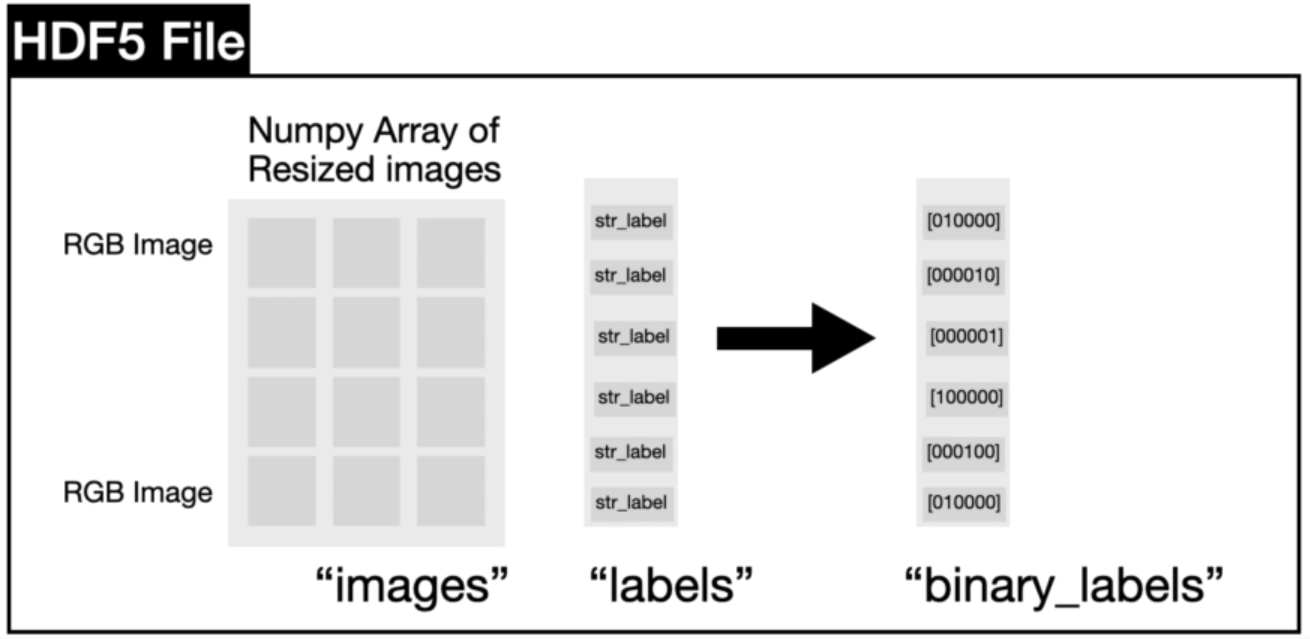 HDF5 File
Numpy Array of
Resized images
RGB Image
RGB Image
str_label
str_label
str_label
str_label
str_label
str_label
[010000]
[000010]
[000001]
[100000]
[000100]
[010000]
“images”
“labels”
“binary_labels”